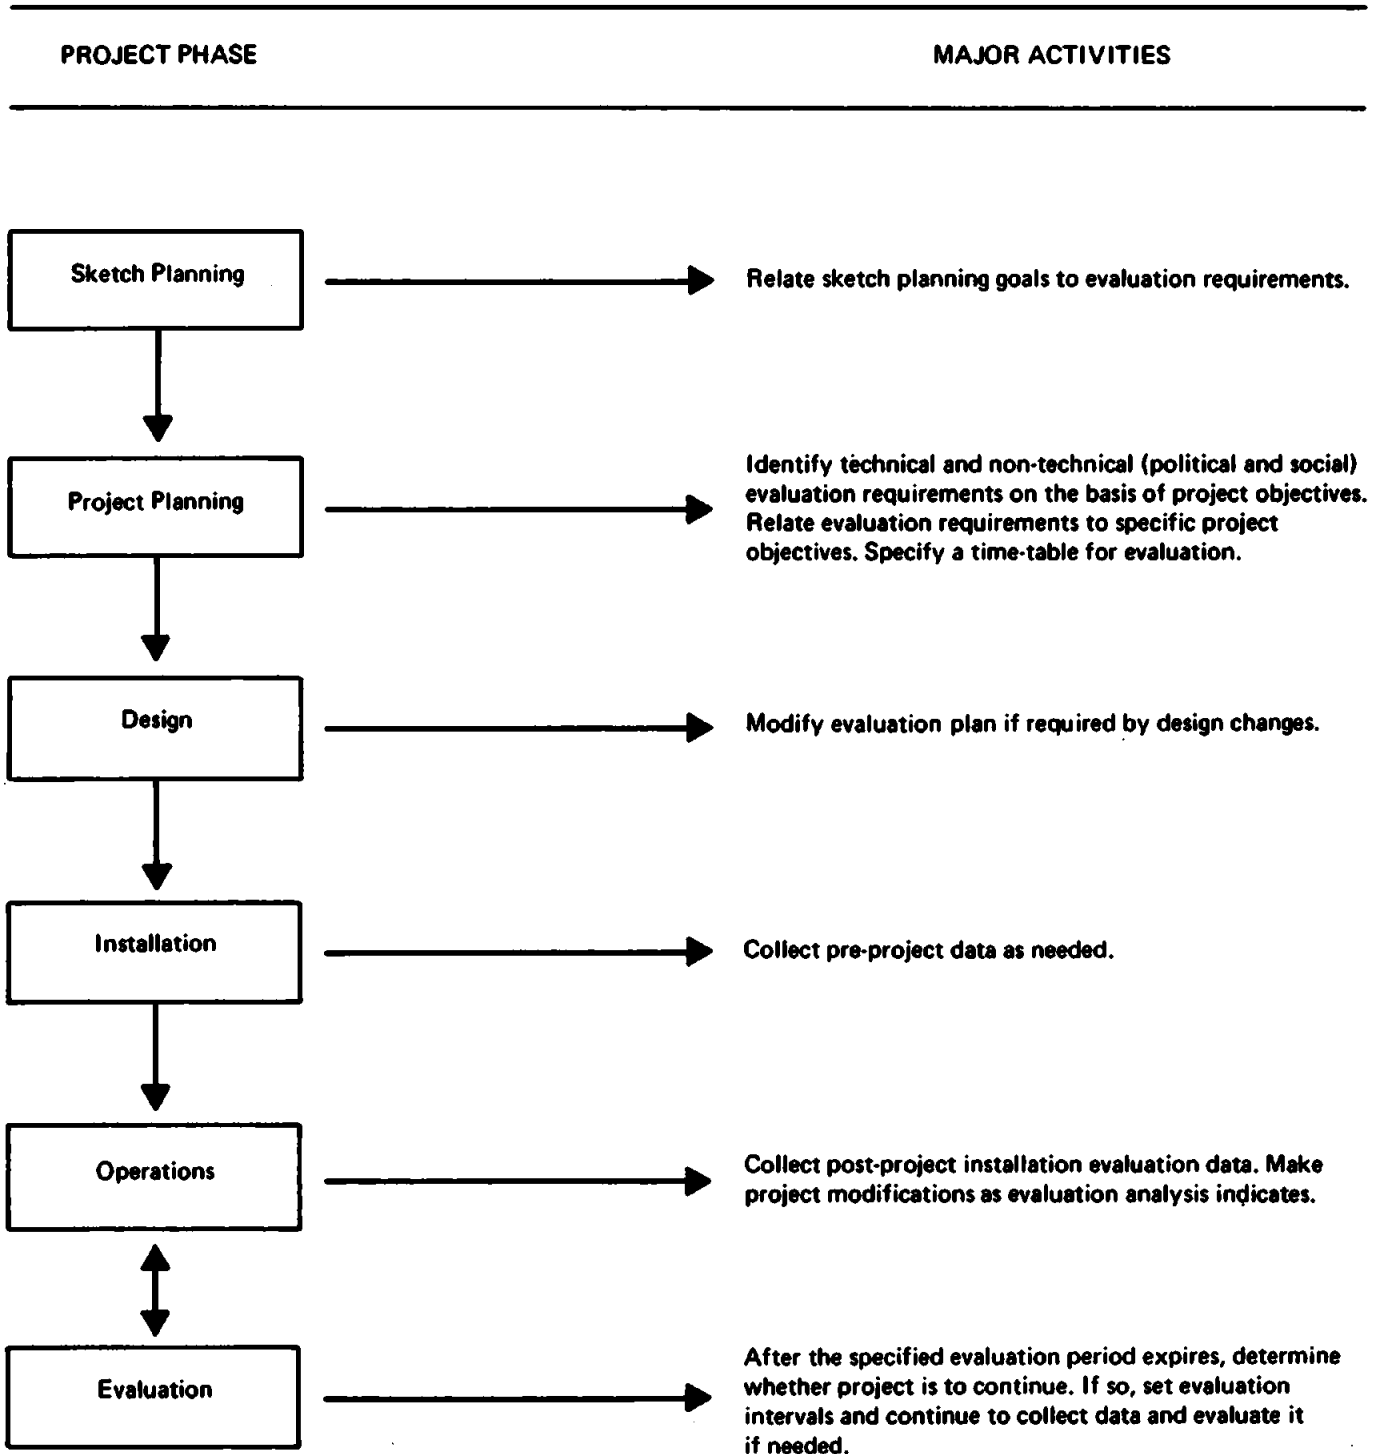 PROJECT PHASE
MAJOR ACTIVITIES
Sketch Planning
Relate sketch planning goals to evaluation requirements.
Project Planning
Identify technical and non-technical (political and social)
evaluation requirements on the basis of project objectives.
Relate evaluation requirements to specific project
objectives. Specify a time-table for evaluation.
Design
Modify evaluation plan if required by design changes.
Installation
Collect pre-project data as needed.
Operations
Collect post-project installation evaluation data. Make
project modifications as evaluation analysis indicates.
Evaluation
After the specified evaluation period expires, determine
whether project is to continue. If so, set evaluation
intervals and continue to collect data and evaluate it
if needed.